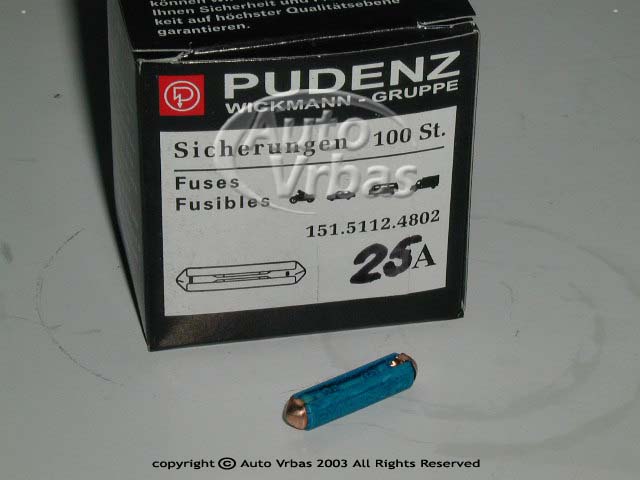 können wir
Ihnen Sicherheit und
keit auf höchster Qualitätsebene
garantieren.
PUDENZ
WICKMANN - GRUPPE
Auto
Vrbas
Sicherungen 100 St.
Fuses
Fusibles
151.5112.4802
25A
copyright © Auto Vrbas 2003 All Rights Reserved